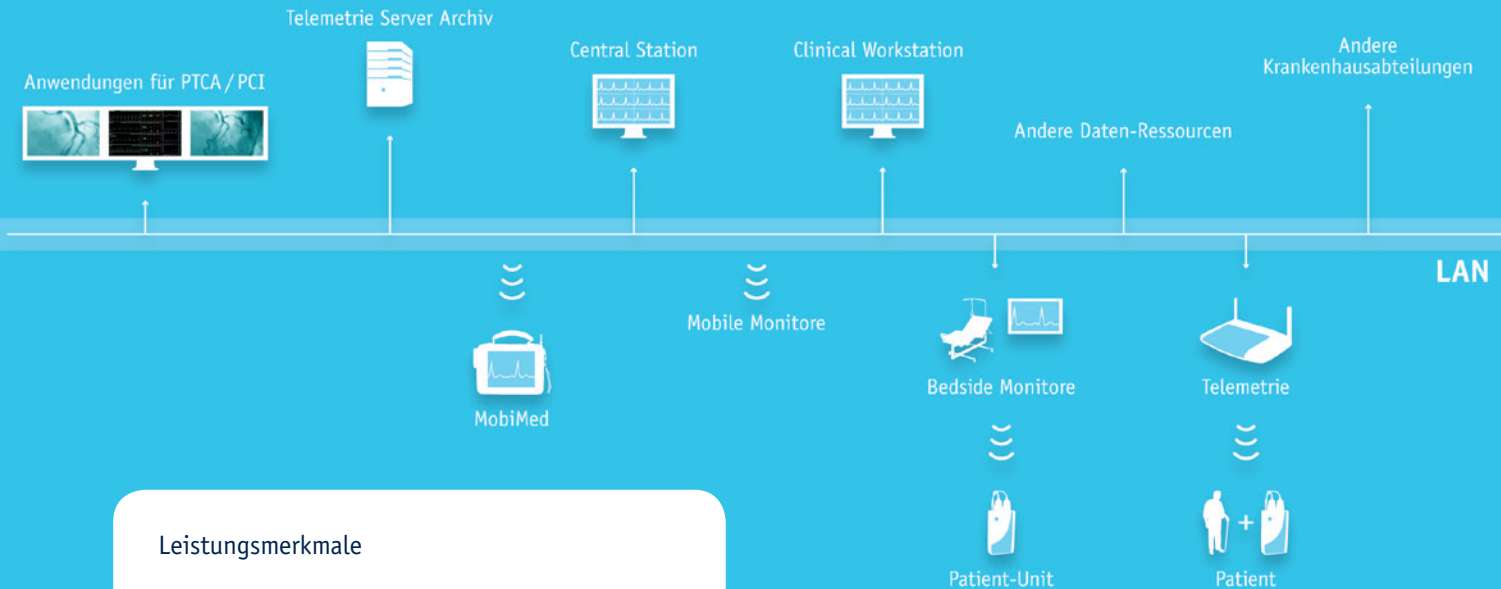 Telemetrie Server Archiv
Central Station
Clinical Workstation
Andere
Krankenhausabteilungen
Anwendungen für PTCA / PCI
Andere Daten-Ressourcen
LAN
Mobile Monitore
Bedside Monitore
Telemetrie
MobiMed
+
Patient-Unit
Patient
Leistungsmerkmale